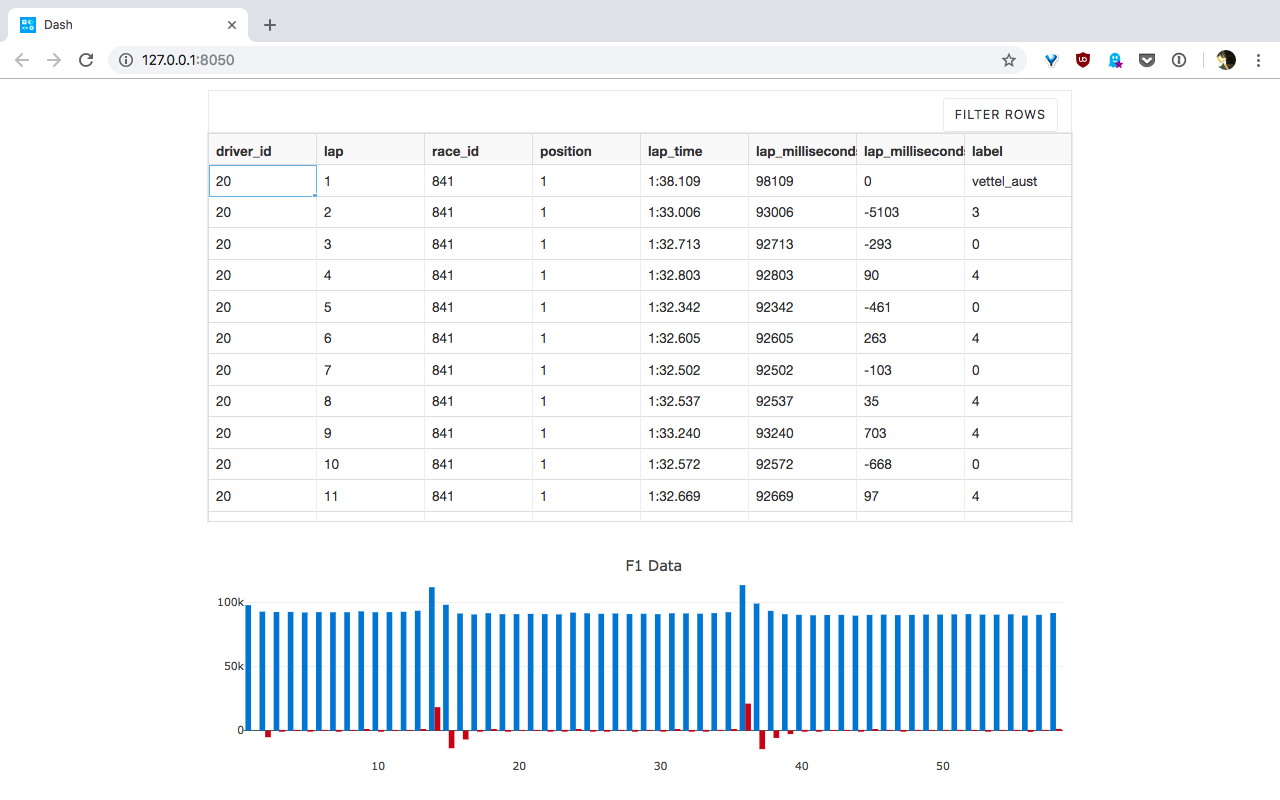 Dash
127.0.0.1:8050
FILTER ROWS
driver_id lap race_id position lap_time lap_milliseconds lap_milliseconds label
20 1 841 1 1:38.109 98109 0 vettel_aust
20 2 841 1 1:33.006 93006 -5103 3
20 3 841 1 1:32.713 92713 -293 0
20 4 841 1 1:32.803 92803 90 4
20 5 841 1 1:32.342 92342 -461 0
20 6 841 1 1:32.605 92605 263 4
20 7 841 1 1:32.502 92502 -103 0
20 8 841 1 1:32.537 92537 35 4
20 9 841 1 1:33.240 93240 703 4
20 10 841 1 1:32.572 92572 -668 0
20 11 841 1 1:32.669 92669 97 4
F1 Data
100k
50k
0
10 20 30 40 50